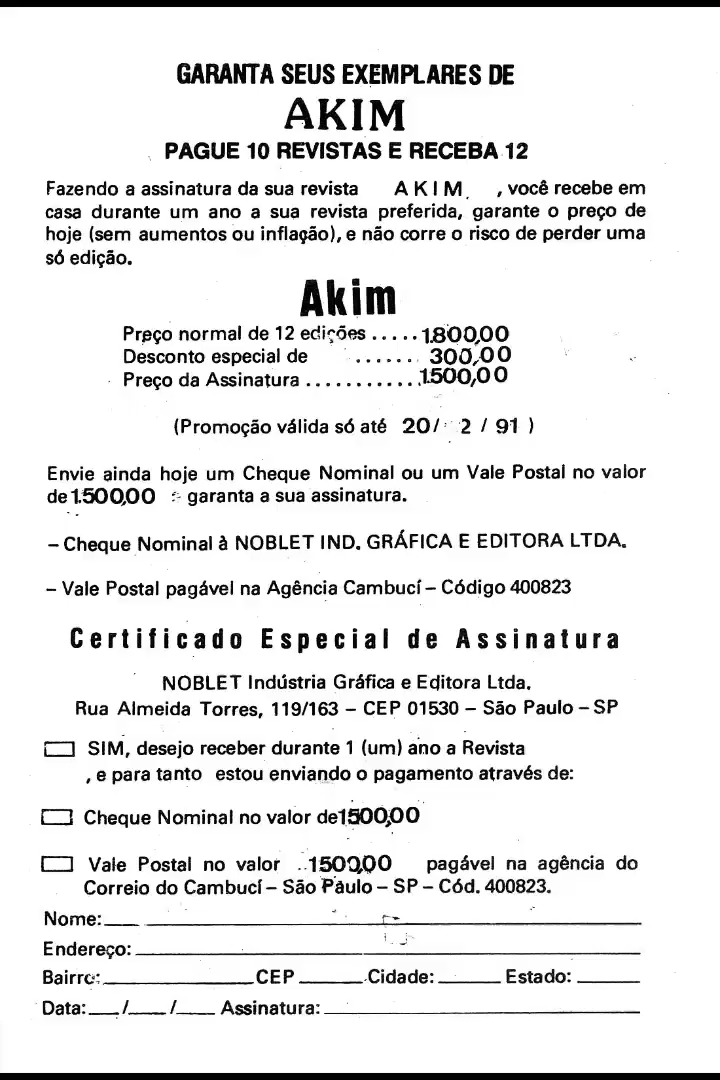 GARANTA SEUS EXEMPLARES DE
AKIM
PAGUE 10 REVISTAS E RECEBA 12
Fazendo a assinatura da sua revista AKIM , você recebe em
casa durante um ano a sua revista preferida, garante o preço de
hoje (sem aumentos ou inflação), e não corre o risco de perder uma
só edição.
Akim
Preço normal de 12 edições ..... 1.800,00
Desconto especial de ....... 300,00
Preço da Assinatura ............ 1.500,00
(Promoção válida só até 20/ 2 / 91 )
Envie ainda hoje um Cheque Nominal ou um Vale Postal no valor
de 1.500,00 e garanta a sua assinatura.
– Cheque Nominal à NOBLET IND. GRÁFICA E EDITORA LTDA.
– Vale Postal pagável na Agência Cambucí – Código 400823
Certificado Especial de Assinatura
NOBLET Indústria Gráfica e Editora Ltda.
Rua Almeida Torres, 119/163 – CEP 01530 – São Paulo – SP
SIM, desejo receber durante 1 (um) ano a Revista
, e para tanto estou enviando o pagamento através de:
Cheque Nominal no valor de 1500,00
Vale Postal no valor 1500,00 pagável na agência do
Correio do Cambucí – São Paulo – SP – Cód. 400823.
Nome:
Endereço:
Bairro: CEP Cidade: Estado:
Data: / / Assinatura: